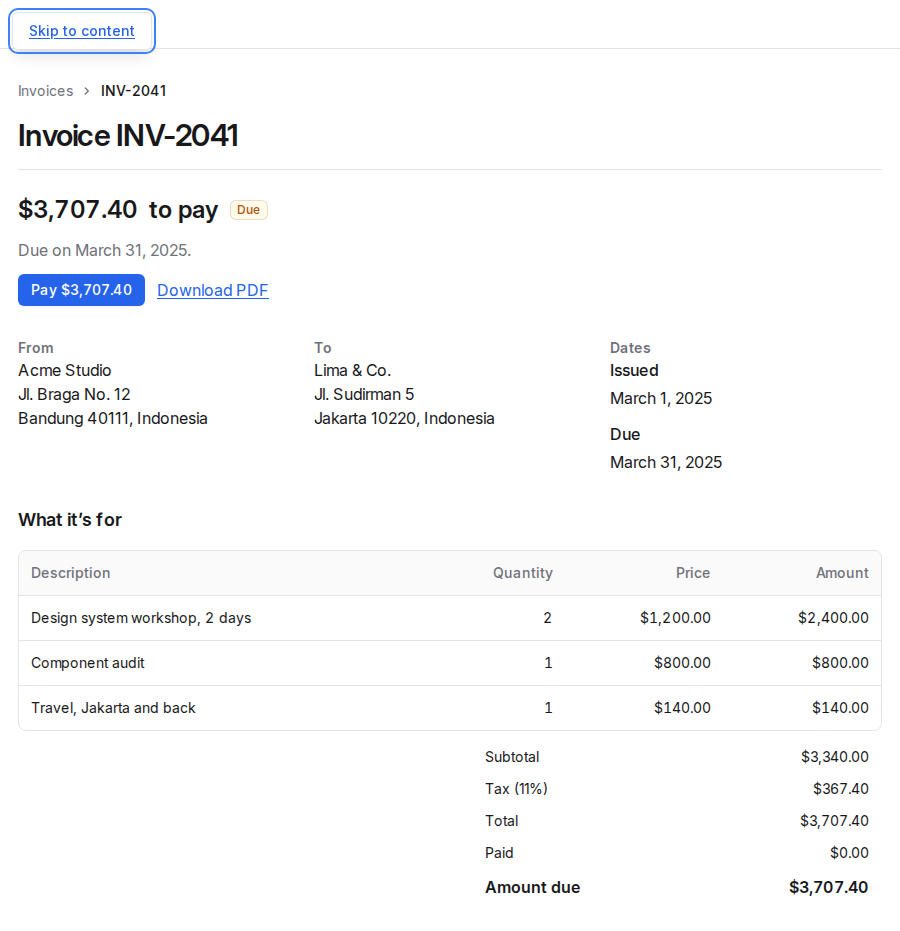 Skip to content
Invoices > INV-2041
Invoice INV-2041
$3,707.40 to pay Due
Due on March 31, 2025.
Pay $3,707.40 Download PDF
From
Acme Studio
Jl. Braga No. 12
Bandung 40111, Indonesia
To
Lima & Co.
Jl. Sudirman 5
Jakarta 10220, Indonesia
Dates
Issued
March 1, 2025
Due
March 31, 2025
What it’s for
Description Quantity Price Amount
Design system workshop, 2 days 2 $1,200.00 $2,400.00
Component audit 1 $800.00 $800.00
Travel, Jakarta and back 1 $140.00 $140.00
Subtotal $3,340.00
Tax (11%) $367.40
Total $3,707.40
Paid $0.00
Amount due $3,707.40